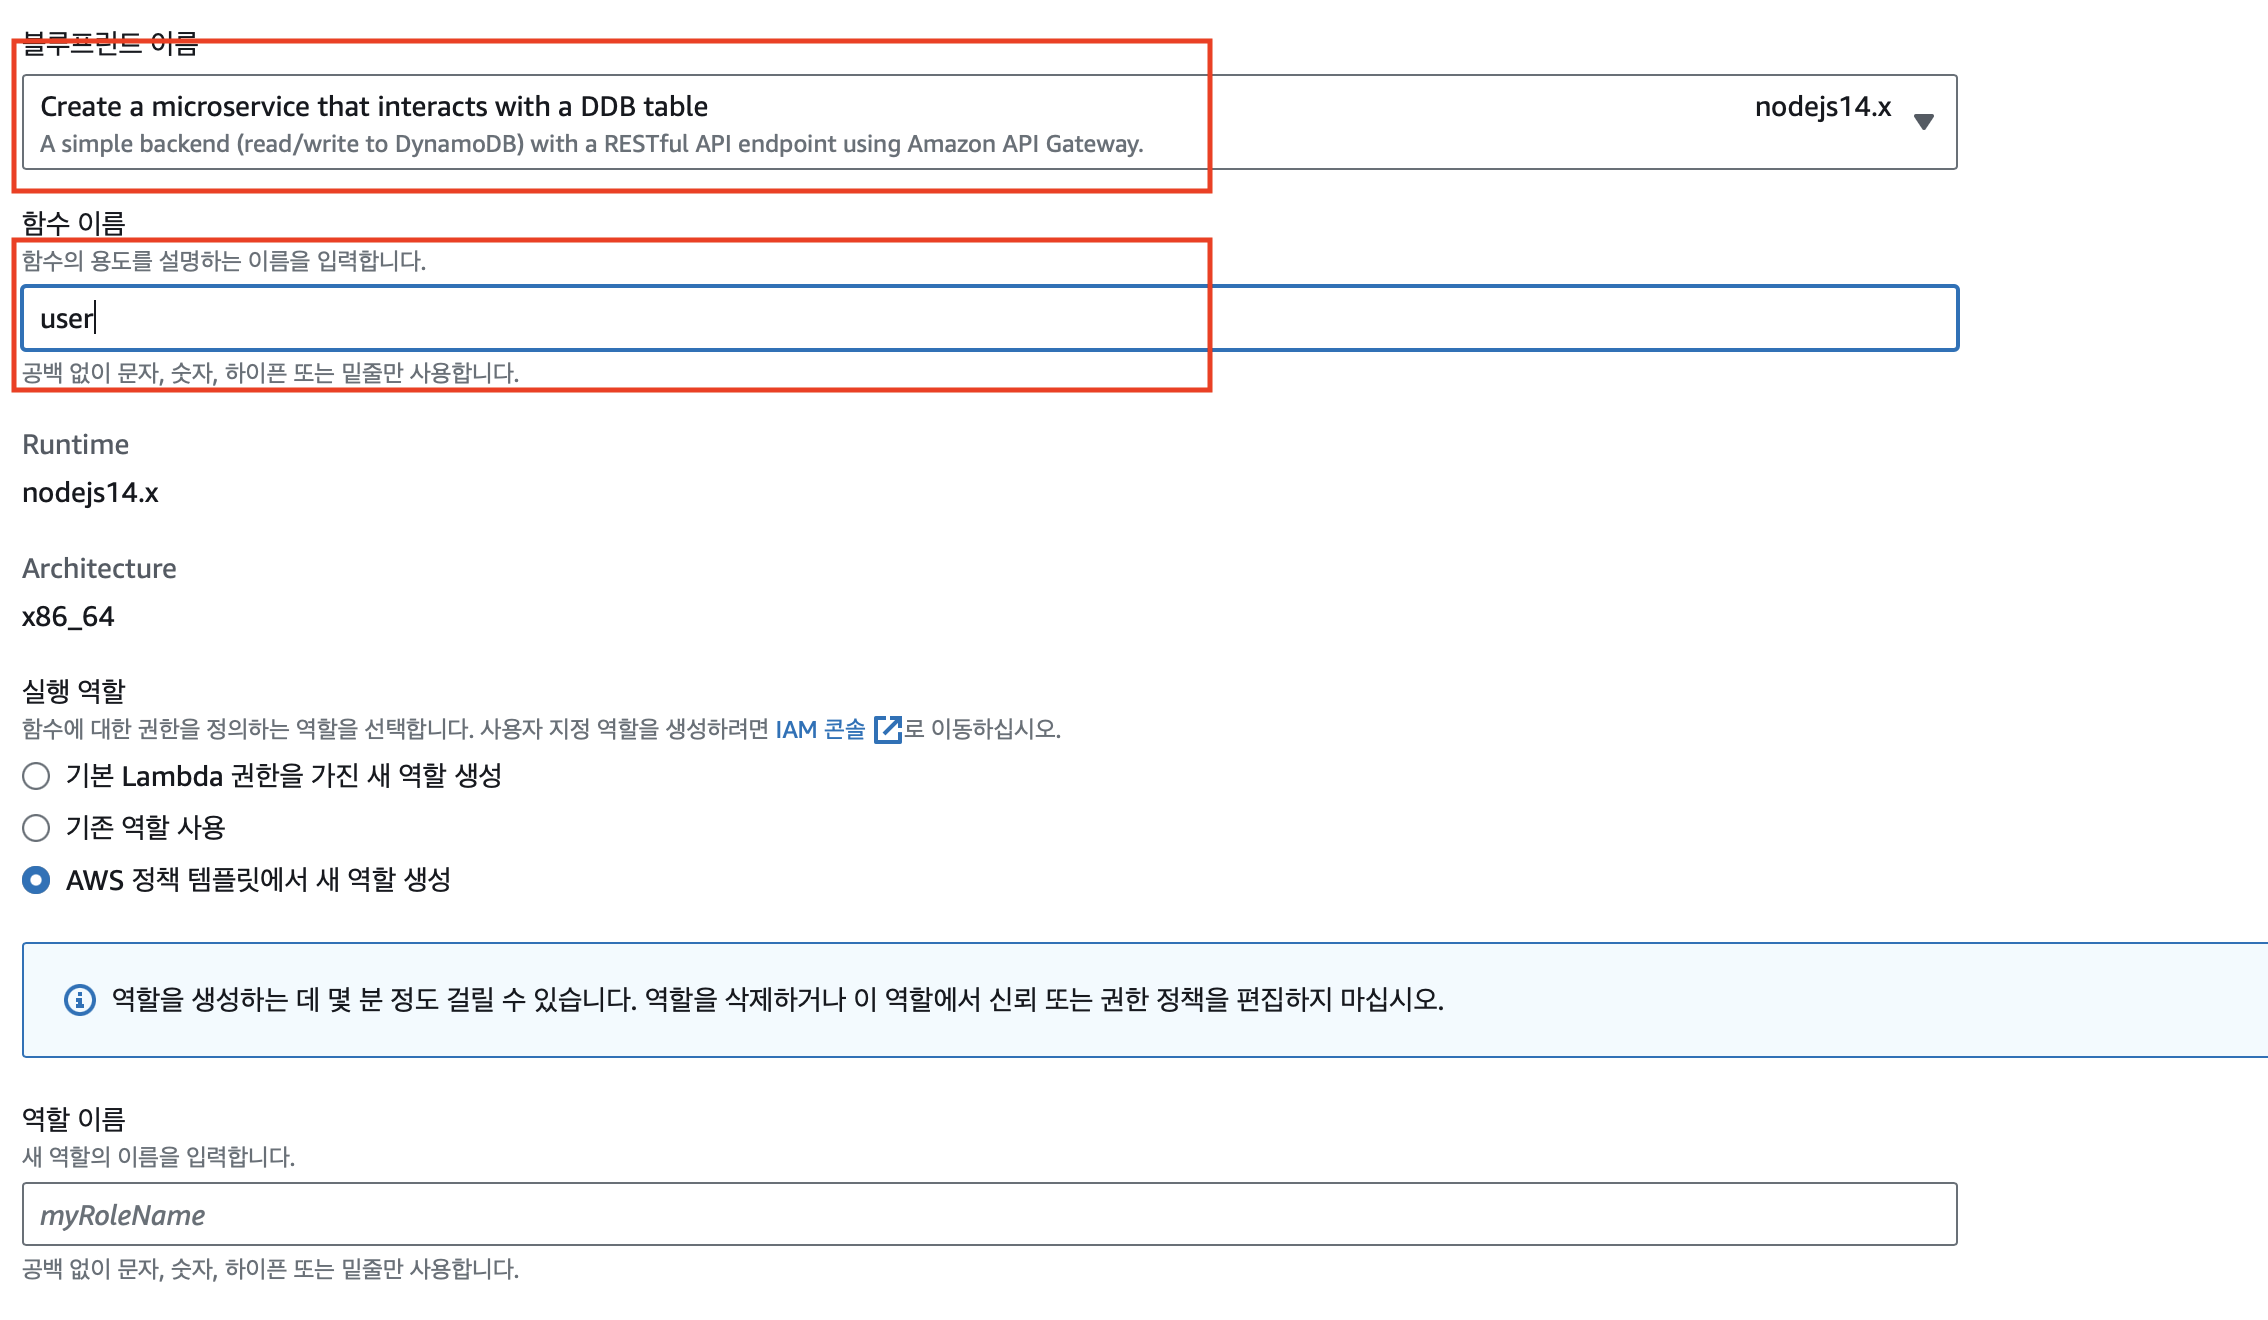 블루프린트 이름
Create a microservice that interacts with a DDB table
nodejs14.x
A simple backend (read/write to DynamoDB) with a RESTful API endpoint using Amazon API Gateway.
함수 이름
함수의 용도를 설명하는 이름을 입력합니다.
user
공백 없이 문자, 숫자, 하이픈 또는 밑줄만 사용합니다.
Runtime
nodejs14.x
Architecture
x86_64
실행 역할
함수에 대한 권한을 정의하는 역할을 선택합니다. 사용자 지정 역할을 생성하려면 IAM 콘솔로 이동하십시오.
기본 Lambda 권한을 가진 새 역할 생성
기존 역할 사용
AWS 정책 템플릿에서 새 역할 생성
역할을 생성하는 데 몇 분 정도 걸릴 수 있습니다. 역할을 삭제하거나 이 역할에서 신뢰 또는 권한 정책을 편집하지 마십시오.
역할 이름
새 역할의 이름을 입력합니다.
myRoleName
공백 없이 문자, 숫자, 하이픈 또는 밑줄만 사용합니다.